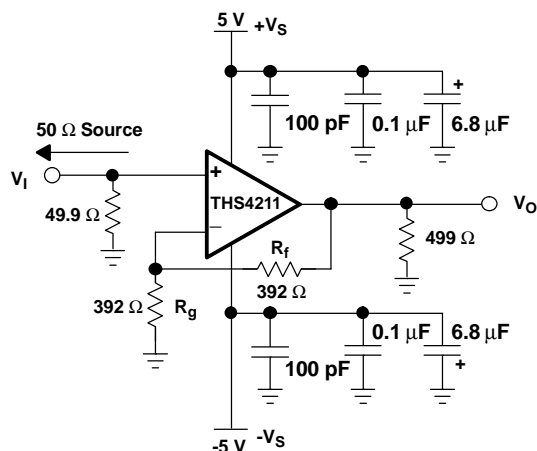 5 V +VS
100 pF 0.1 μF 6.8 μF
+
50 Ω Source
VI
49.9 Ω
+
THS4211
−
VO
Rf
392 Ω
499 Ω
392 Ω Rg
0.1 μF 6.8 μF
100 pF
+
-5 V -VS